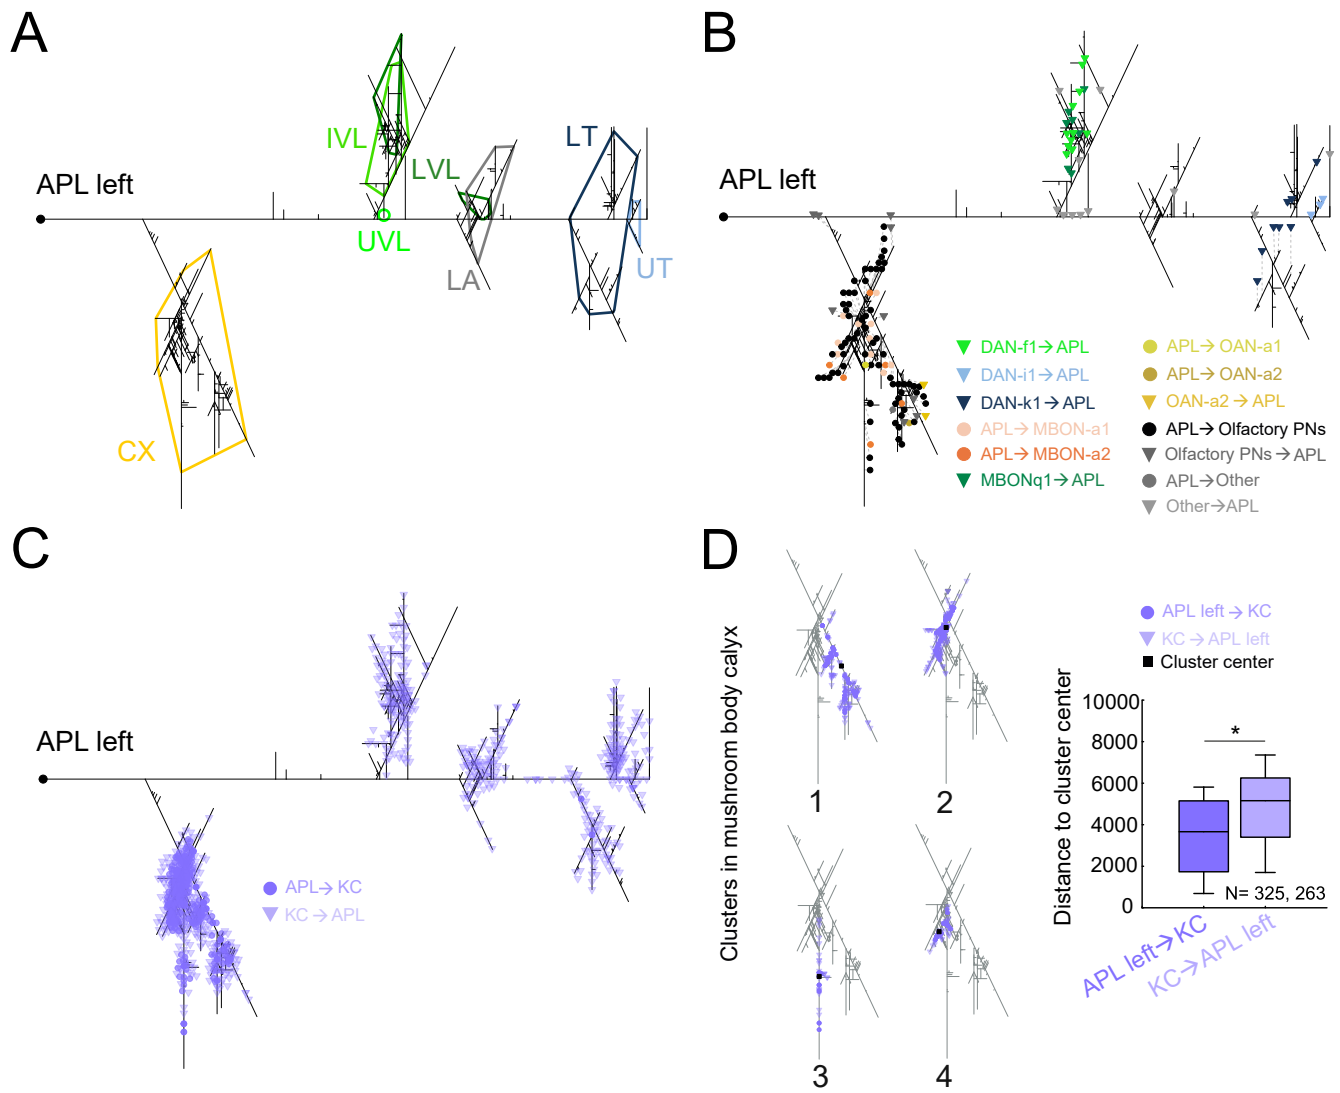 A
APL left
IVL
LVL
UVL
LA
LT
UT
CX
B
APL left
DAN-f1→APL
DAN-i1→APL
DAN-k1→APL
APL→MBON-a1
APL→MBON-a2
MBONq1→APL
APL→OAN-a1
APL→OAN-a2
OAN-a2→APL
APL→Olfactory PNs
Olfactory PNs→APL
APL→Other
Other→APL
C
APL left
APL→KC
KC→APL
D
Clusters in mushroom body calyx
1
2
3
4
APL left→KC
KC→APL left
Cluster center
Distance to cluster center
10000
8000
6000
4000
2000
0
*
N= 325, 263
APL left→KC
KC→APL left